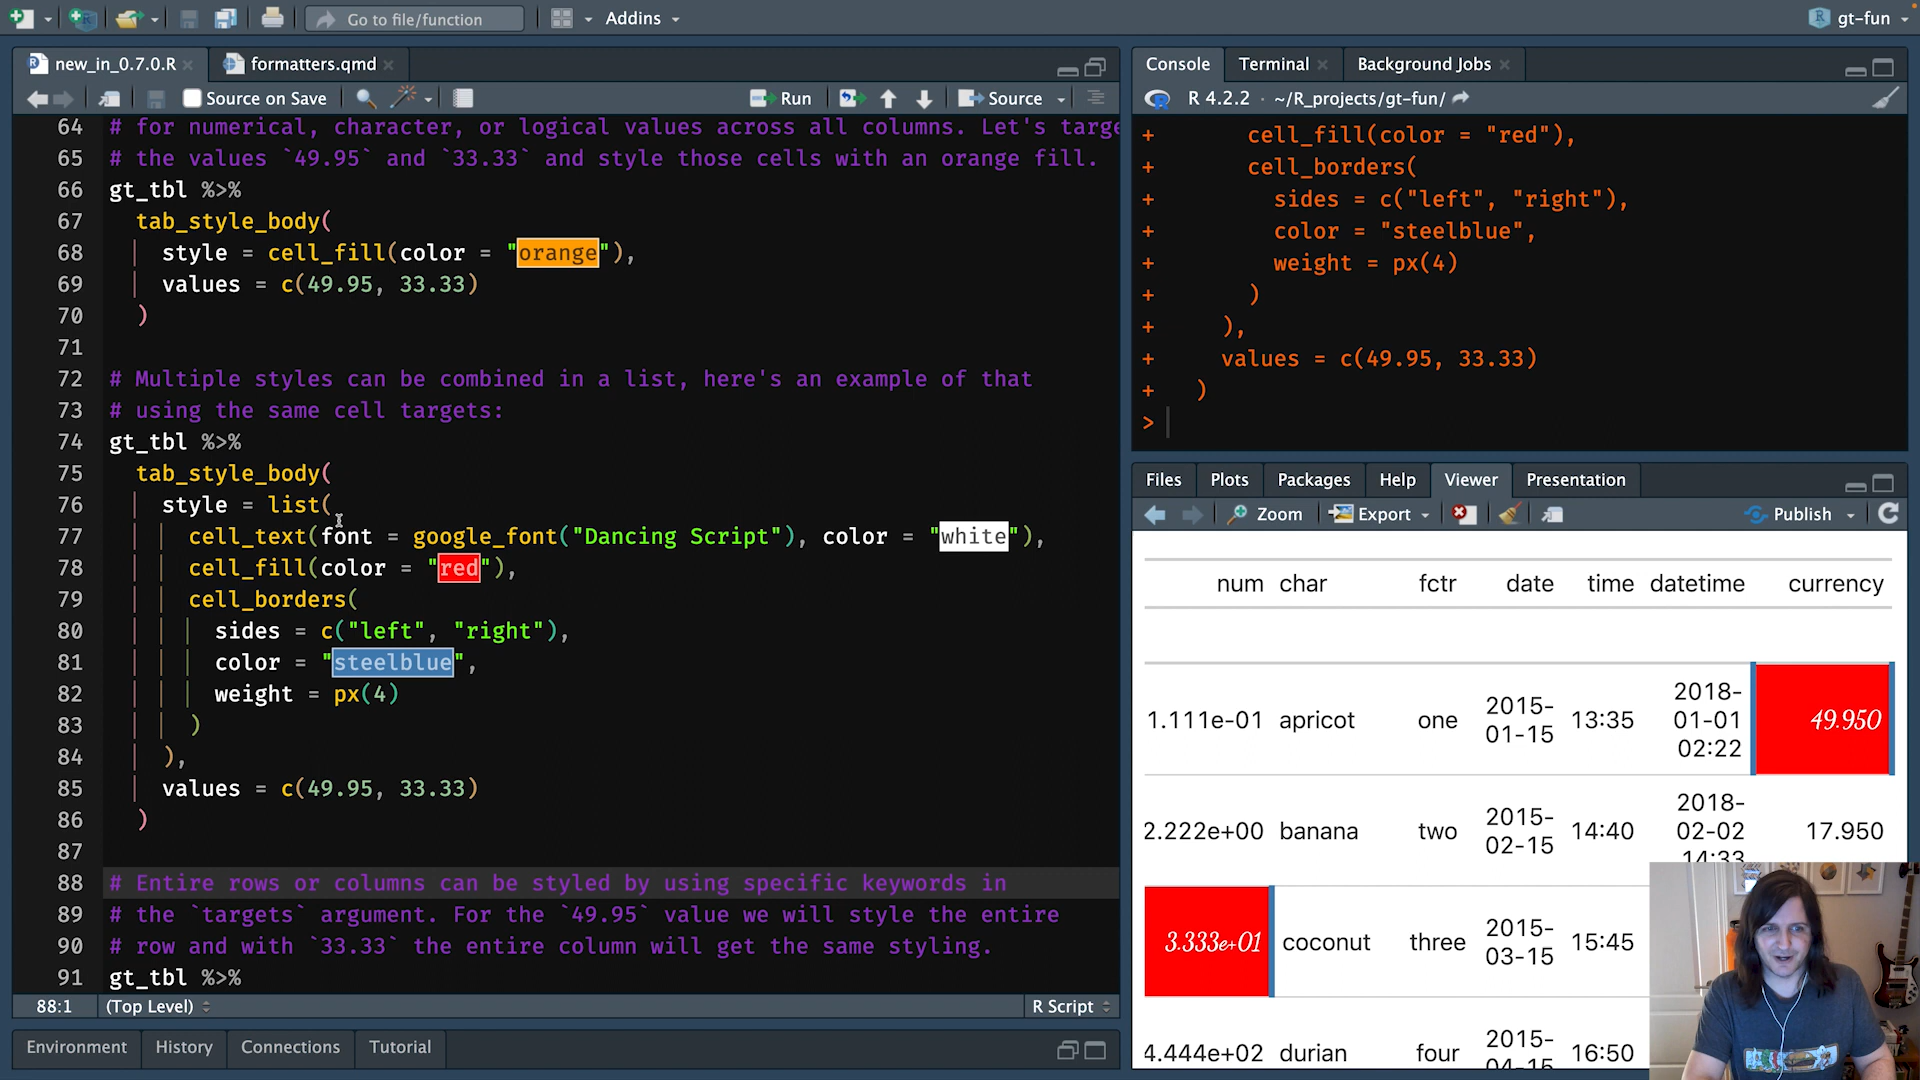 Go to file/function
Addins
gt-fun
new_in_0.7.0.R
formatters.qmd
Source on Save
Run
Source
64 # for numerical, character, or logical values across all columns. Let's targe
65 # the values `49.95` and `33.33` and style those cells with an orange fill.
66 gt_tbl %>%
67 tab_style_body(
68 style = cell_fill(color = "orange"),
69 values = c(49.95, 33.33)
70 )
71
72 # Multiple styles can be combined in a list, here's an example of that
73 # using the same cell targets:
74 gt_tbl %>%
75 tab_style_body(
76 style = list(
77 cell_text(font = google_font("Dancing Script"), color = "white"),
78 cell_fill(color = "red"),
79 cell_borders(
80 sides = c("left", "right"),
81 color = "steelblue",
82 weight = px(4)
83 )
84 ),
85 values = c(49.95, 33.33)
86 )
87
88 # Entire rows or columns can be styled by using specific keywords in
89 # the `targets` argument. For the `49.95` value we will style the entire
90 # row and with `33.33` the entire column will get the same styling.
91 gt_tbl %>%
88:1 (Top Level) R Script
Environment History Connections Tutorial
Console Terminal Background Jobs
R 4.2.2 · ~/R_projects/gt-fun/
+ cell_fill(color = "red"),
+ cell_borders(
+ sides = c("left", "right"),
+ color = "steelblue",
+ weight = px(4)
+ )
+ ),
+ values = c(49.95, 33.33)
+ )
>
Files Plots Packages Help Viewer Presentation
Zoom Export Publish
num char fctr date time datetime currency
1.111e-01 apricot one 2015-01-15 13:35 2018-01-01 02:22 49.950
2.222e+00 banana two 2015-02-15 14:40 2018-02-02 14:33 17.950
3.333e+01 coconut three 2015-03-15 15:45
4.444e+02 durian four 2015-04-15 16:50